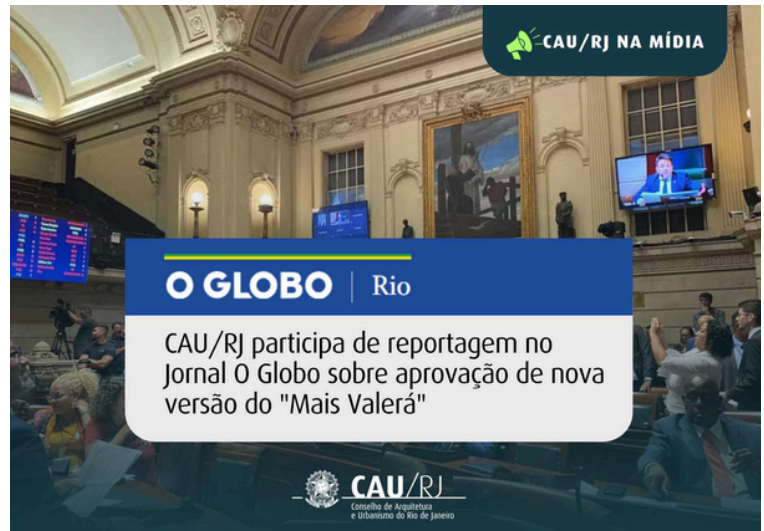 CAU/RJ NA MÍDIA
O GLOBO | Rio
CAU/RJ participa de reportagem no
Jornal O Globo sobre aprovação de nova
versão do "Mais Valerá"
CAU/RJ
Conselho de Arquitetura
e Urbanismo do Rio de Janeiro